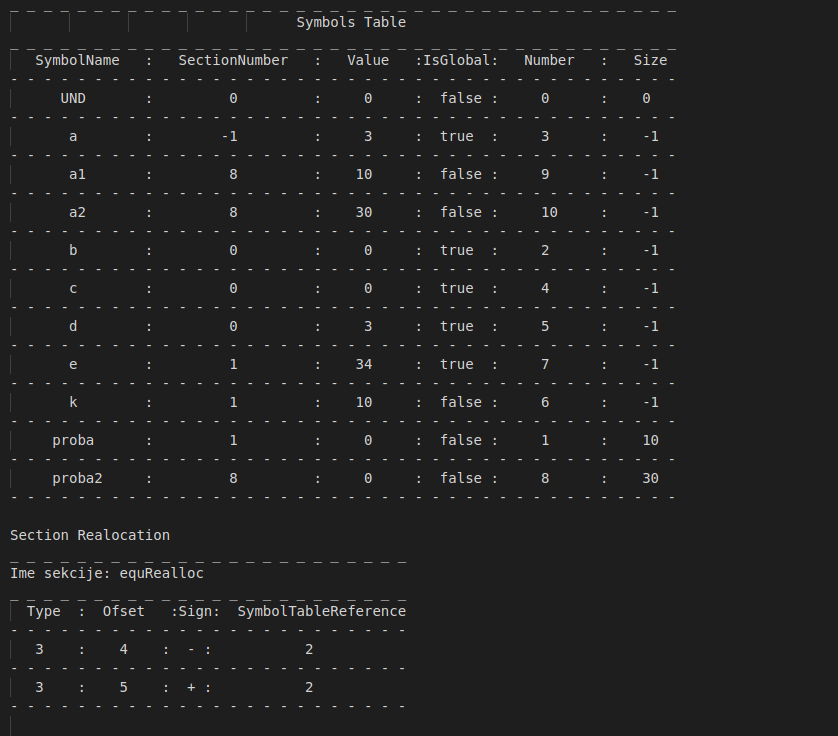 Symbols Table
SymbolName : SectionNumber : Value :IsGlobal: Number : Size
UND : 0 : 0 : false : 0 : 0
a : -1 : 3 : true : 3 : -1
a1 : 8 : 10 : false : 9 : -1
a2 : 8 : 30 : false : 10 : -1
b : 0 : 0 : true : 2 : -1
c : 0 : 0 : true : 4 : -1
d : 0 : 3 : true : 5 : -1
e : 1 : 34 : true : 7 : -1
k : 1 : 10 : false : 6 : -1
proba : 1 : 0 : false : 1 : 10
proba2 : 8 : 0 : false : 8 : 30
Section Realocation
Ime sekcije: equRealloc
Type : Ofset :Sign: SymbolTableReference
3 : 4 : - : 2
3 : 5 : + : 2